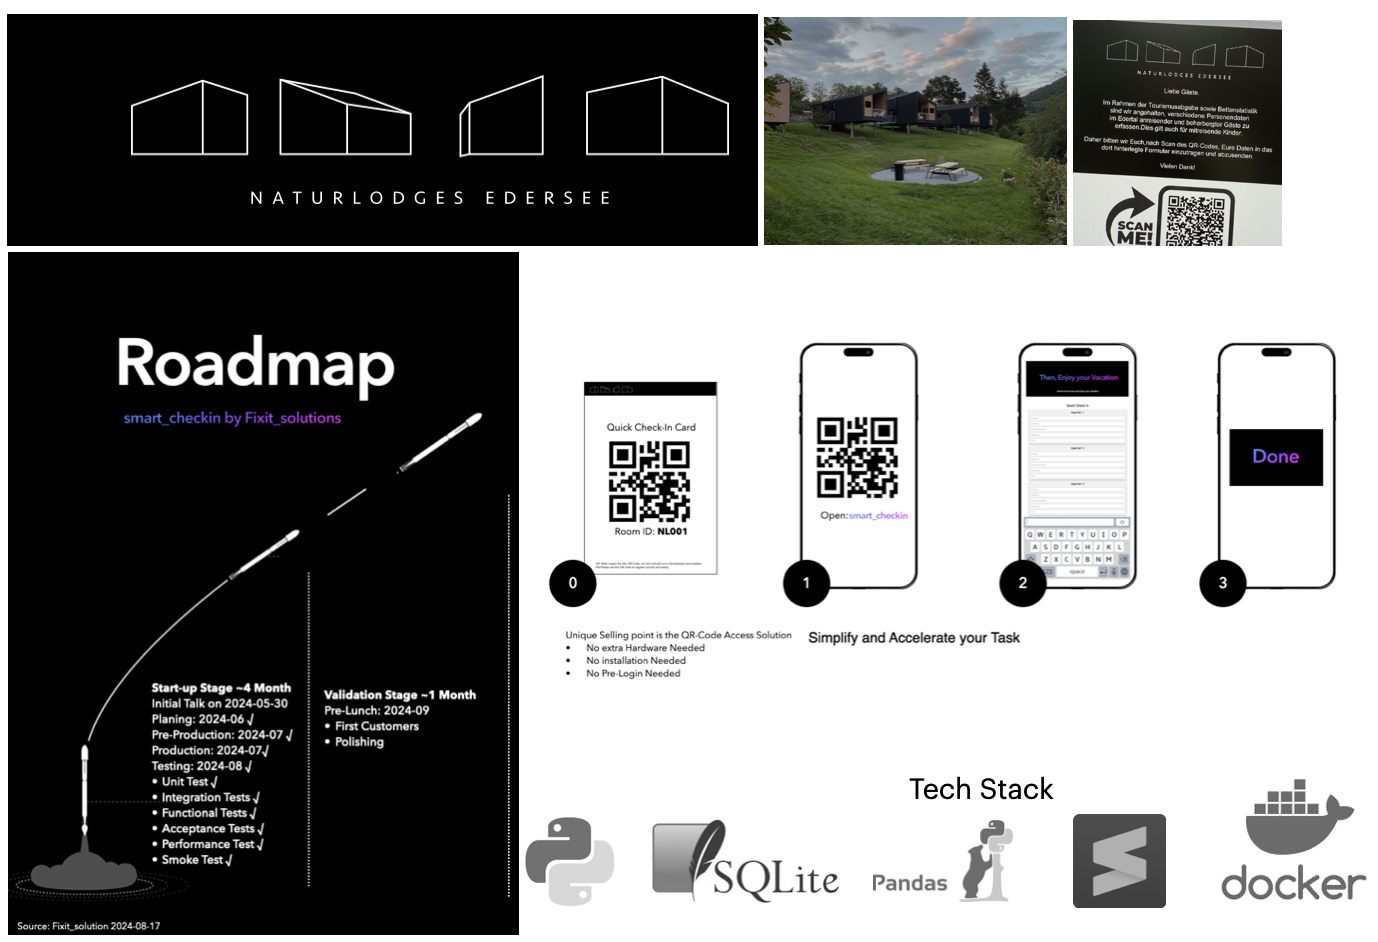 NATURLODGES EDERSEE
NATURLODGES EDERSEE
Liebe Gäste.
Im Rahmen der Tourismusabgabe sowie Bettenstatistik
sind wir angehalten, verschiedene Personendaten
im Edertal anreisender und beherbergter Gäste zu
erfassen.Dies gilt auch für mitreisende Kinder.
Daher bitten wir Euch,nach Scan des QR-Codes, Eure Daten in das
dort hinterlegte Formular einzutragen und abzusenden.
Vielen Dank!
SCAN
ME!
Roadmap
smart_checkin by Fixit_solutions
Start-up Stage ~4 Month
Initial Talk on 2024-05-30
Planing: 2024-06 √
Pre-Production: 2024-07 √
Production: 2024-07√
Testing: 2024-08 √
• Unit Test √
• Integration Tests √
• Functional Tests √
• Acceptance Tests √
• Performance Test √
• Smoke Test √
Validation Stage ~1 Month
Pre-Lunch: 2024-09
• First Customers
• Polishing
Source: Fixit_solution 2024-08-17
Quick Check-In Card
Room ID: NL001
0
Open:smart_checkin
1
Then, Enjoy your Vacation
Quick Check-In
Q W E R T Y U I O P
A S D F G H J K L
Z X C V B N M
123 space
2
Done
3
Unique Selling point is the QR-Code Access Solution
• No extra Hardware Needed
• No installation Needed
• No Pre-Login Needed
Simplify and Accelerate your Task
Tech Stack
SQLite
Pandas
docker